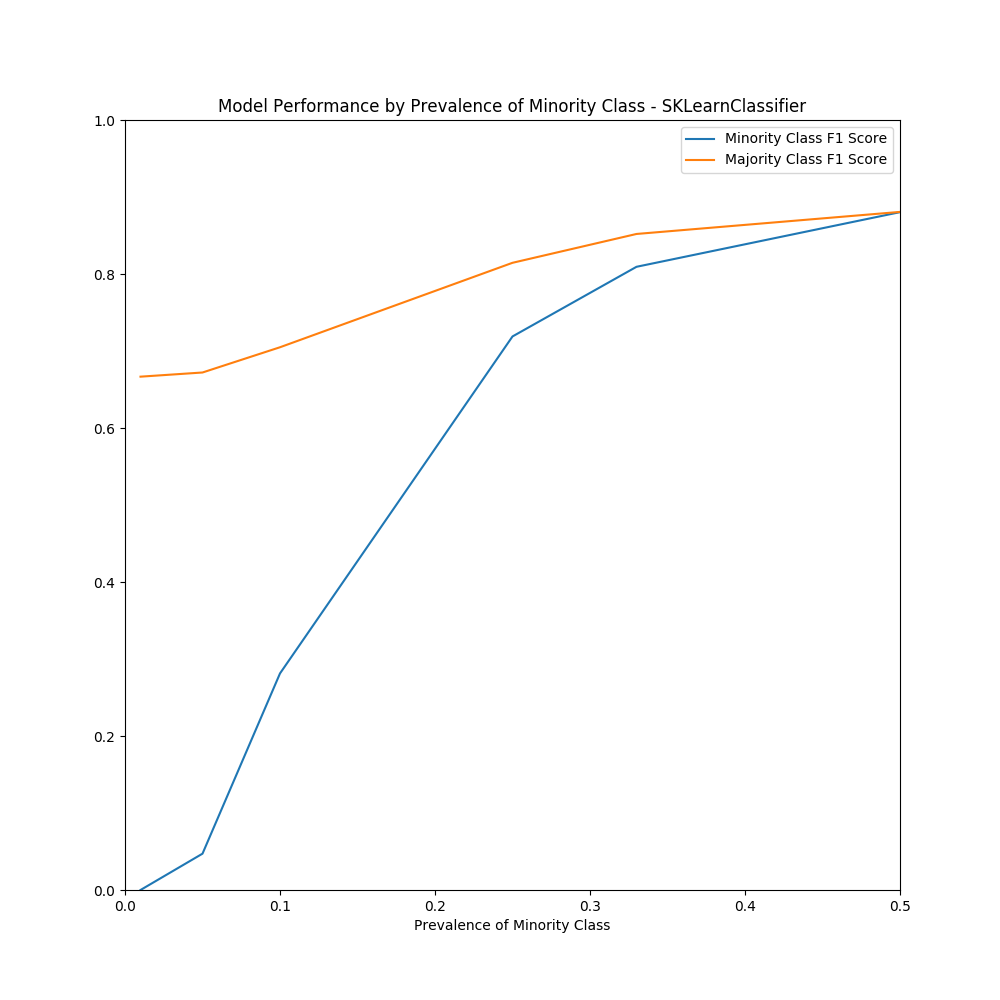 Model Performance by Prevalence of Minority Class - SKLearnClassifier
Minority Class F1 Score
Majority Class F1 Score
1.0
0.8
0.6
0.4
0.2
0.0
0.0 0.1 0.2 0.3 0.4 0.5
Prevalence of Minority Class